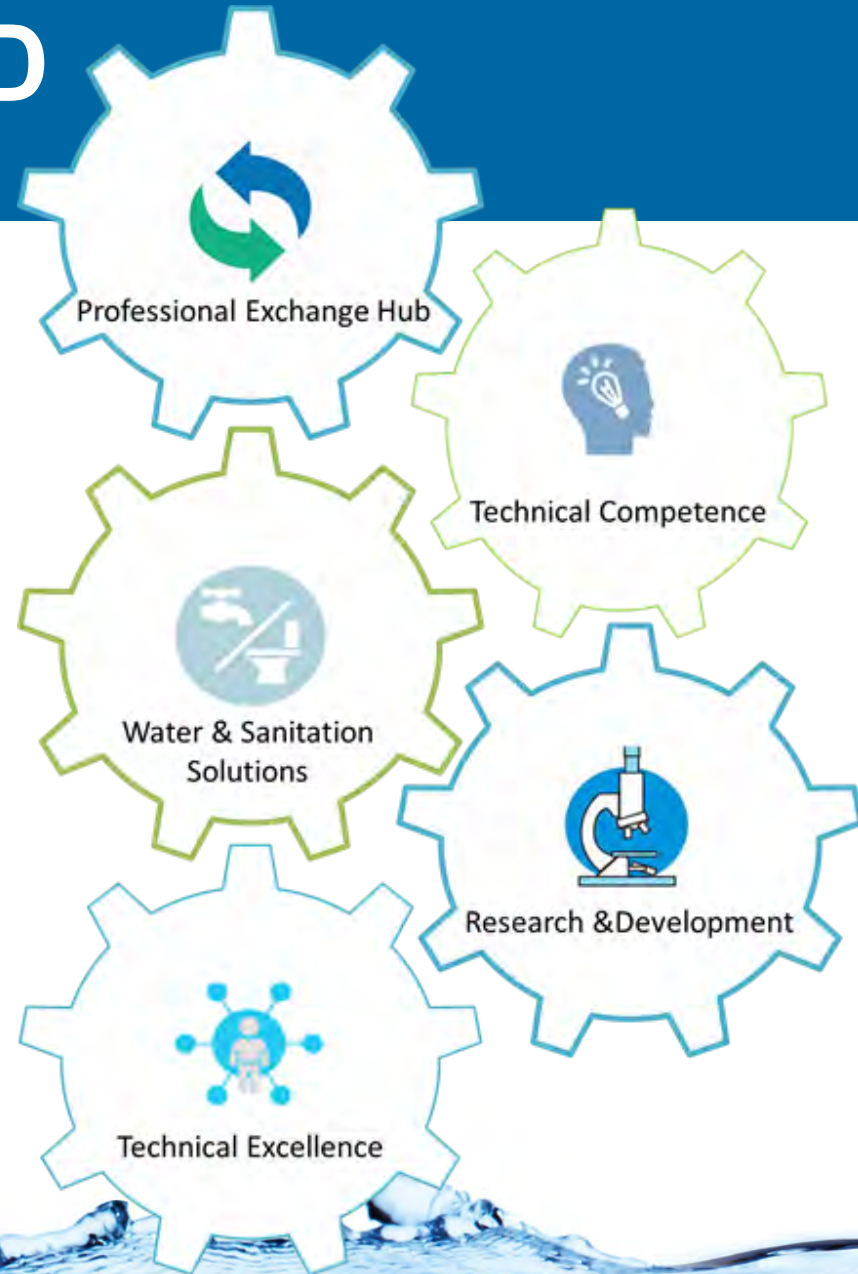 D
Professional Exchange Hub
Technical Competence
Water & Sanitation
Solutions
Research &Development
Technical Excellence